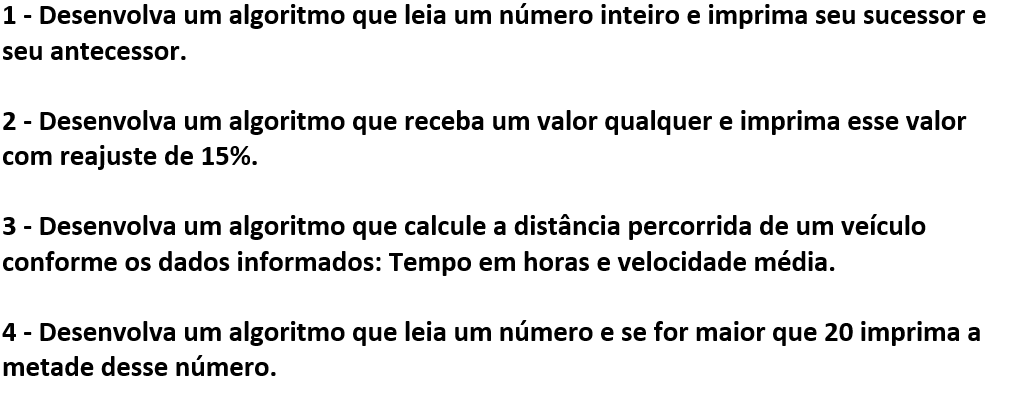 1 - Desenvolva um algoritmo que leia um número inteiro e imprima seu sucessor e
seu antecessor.
2 - Desenvolva um algoritmo que receba um valor qualquer e imprima esse valor
com reajuste de 15%.
3 - Desenvolva um algoritmo que calcule a distância percorrida de um veículo
conforme os dados informados: Tempo em horas e velocidade média.
4 - Desenvolva um algoritmo que leia um número e se for maior que 20 imprima a
metade desse número.